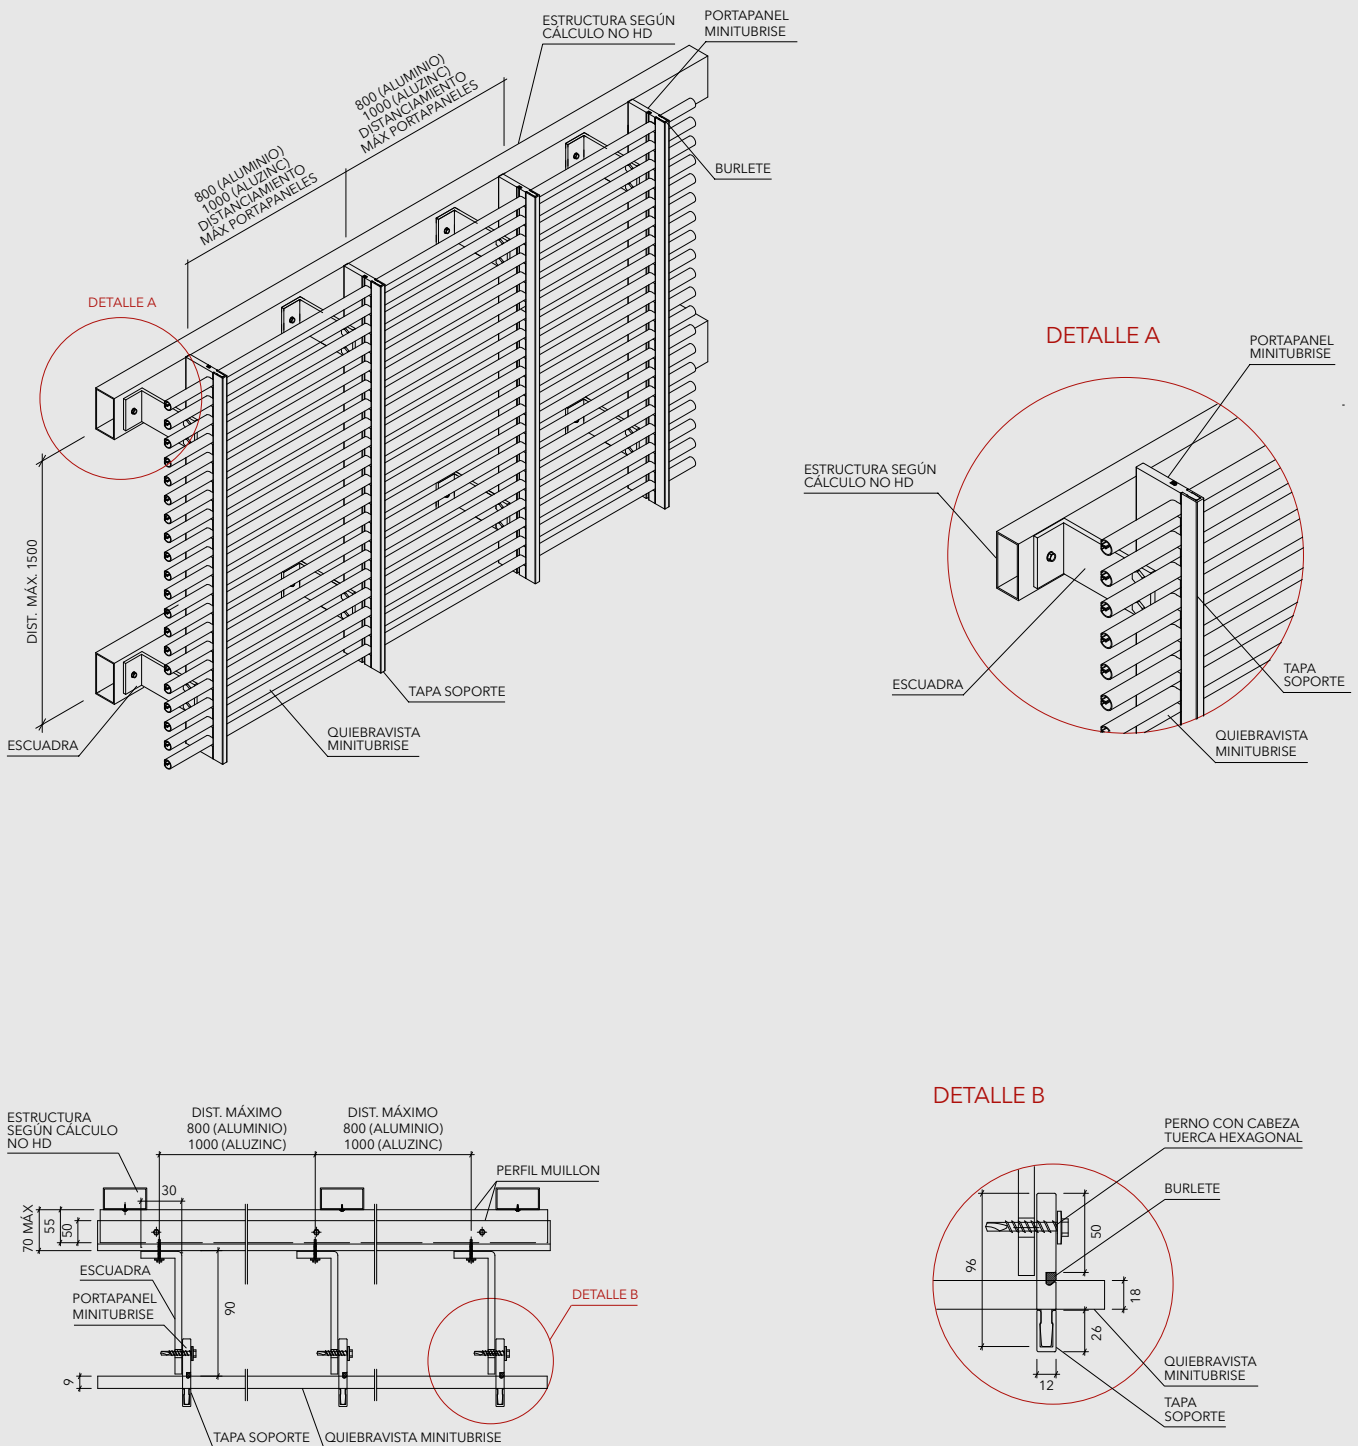 ESTRUCTURA SEGÚN
CÁLCULO NO HD
PORTAPANEL
MINITUBRISE
800 (ALUMINIO)
1000 (ALUZINC)
DISTANCIAMIENTO
MÁX PORTAPANELES
800 (ALUMINIO)
1000 (ALUZINC)
DISTANCIAMIENTO
MÁX PORTAPANELES
BURLETE
DETALLE A
DIST. MÁX. 1500
ESCUADRA
TAPA SOPORTE
QUIEBRAVISTA
MINITUBRISE
DETALLE A
PORTAPANEL
MINITUBRISE
ESTRUCTURA SEGÚN
CÁLCULO NO HD
ESCUADRA
TAPA
SOPORTE
QUIEBRAVISTA
MINITUBRISE
ESTRUCTURA
SEGÚN CÁLCULO
NO HD
DIST. MÁXIMO
800 (ALUMINIO)
1000 (ALUZINC)
DIST. MÁXIMO
800 (ALUMINIO)
1000 (ALUZINC)
PERFIL MUILLON
30
70 MÁX
55
50
ESCUADRA
PORTAPANEL
MINITUBRISE
90
DETALLE B
9
TAPA SOPORTE
QUIEBRAVISTA MINITUBRISE
DETALLE B
PERNO CON CABEZA
TUERCA HEXAGONAL
BURLETE
50
96
18
26
12
QUIEBRAVISTA
MINITUBRISE
TAPA
SOPORTE